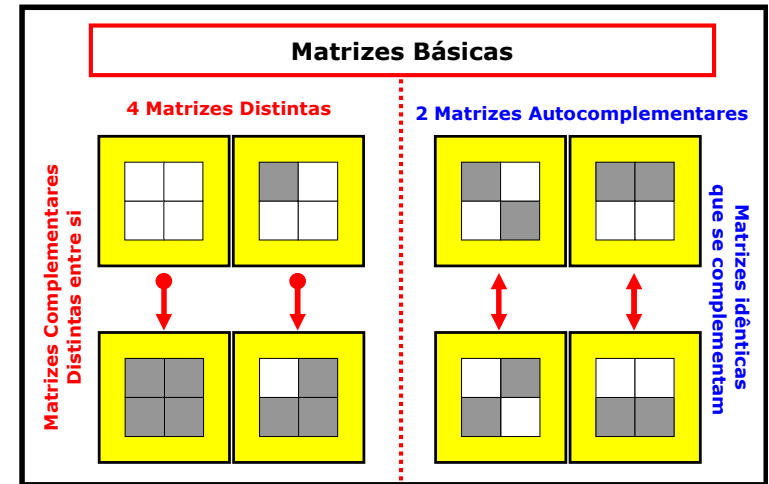 Matrizes Básicas
4 Matrizes Distintas
2 Matrizes Autocomplementares
Matrizes Complementares
Distintas entre si
Matrizes idênticas
que se complementam